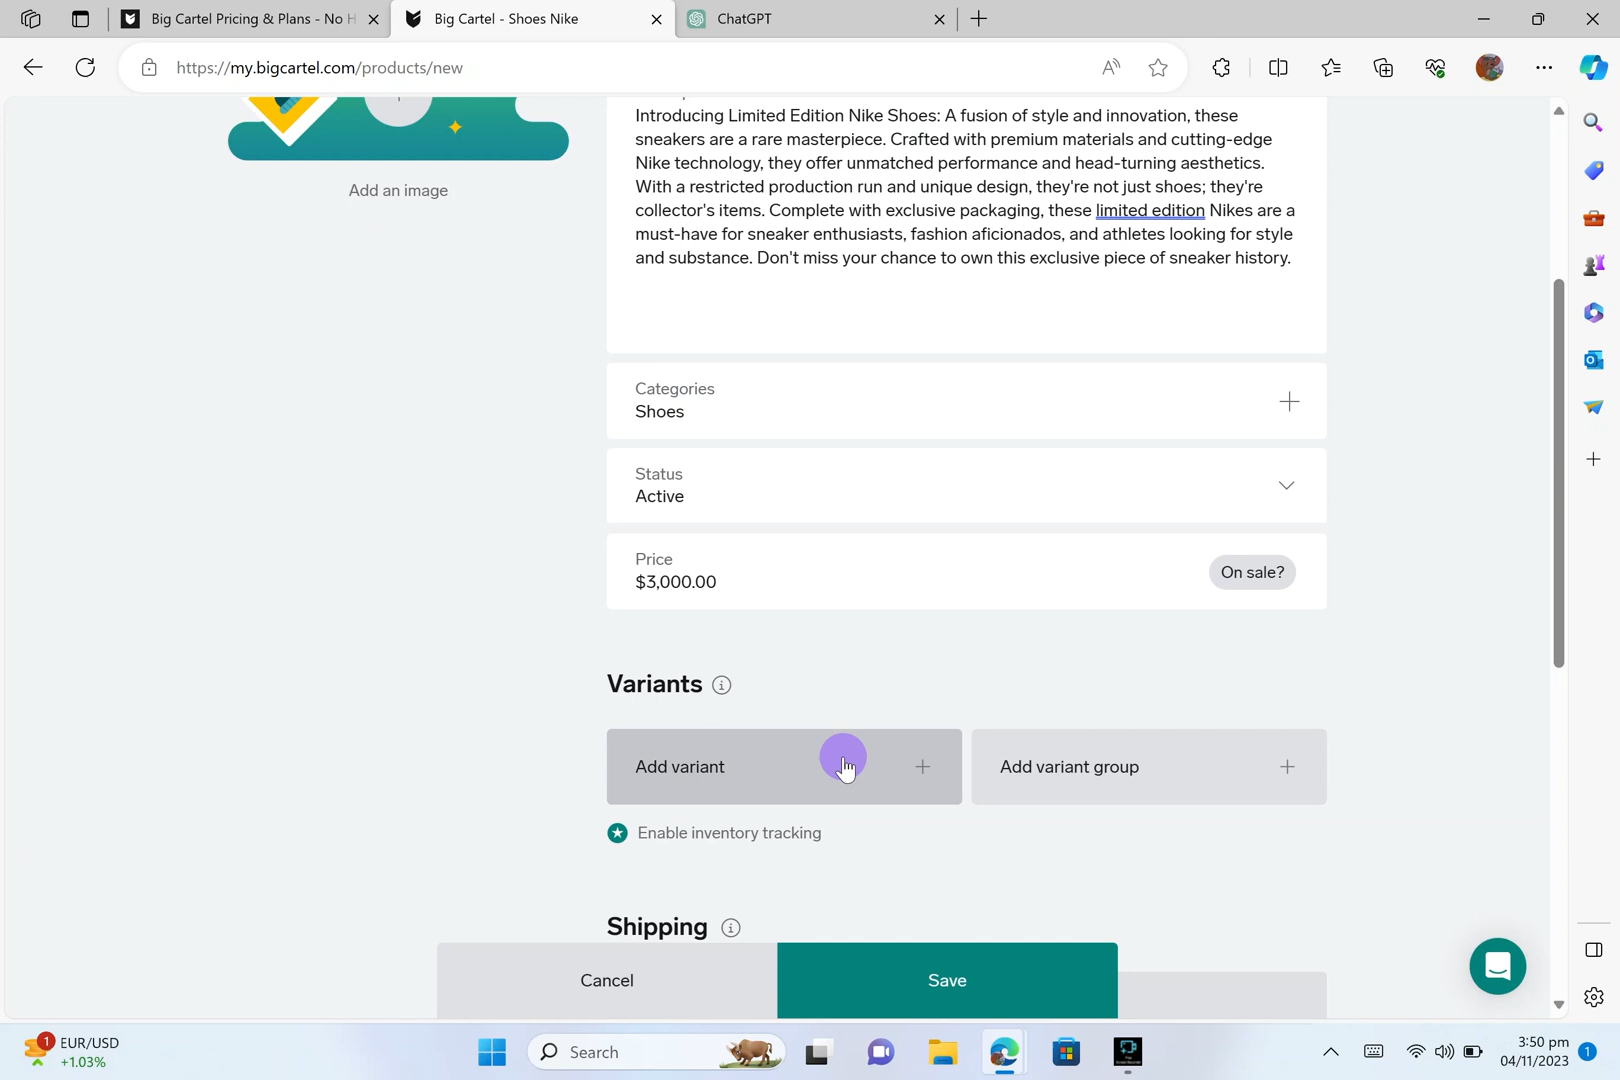 Big Cartel Pricing & Plans - No H
Big Cartel - Shoes Nike
ChatGPT
https://my.bigcartel.com/products/new
Introducing Limited Edition Nike Shoes: A fusion of style and innovation, these
sneakers are a rare masterpiece. Crafted with premium materials and cutting-edge
Nike technology, they offer unmatched performance and head-turning aesthetics.
With a restricted production run and unique design, they're not just shoes; they're
collector's items. Complete with exclusive packaging, these limited edition Nikes are a
must-have for sneaker enthusiasts, fashion aficionados, and athletes looking for style
and substance. Don't miss your chance to own this exclusive piece of sneaker history.
Add an image
Categories
Shoes
Status
Active
Price
$3,000.00
On sale?
Variants
Add variant
Add variant group
Enable inventory tracking
Shipping
Cancel
Save
1
EUR/USD
+1.03%
Search
3:50 pm
04/11/2023
1